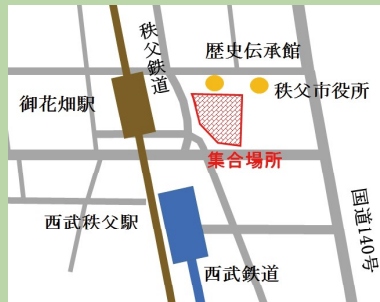 秩父鉄道
歴史伝承館
秩父市役所
御花畑駅
集合場所
国道140号
西武秩父駅
西武鉄道